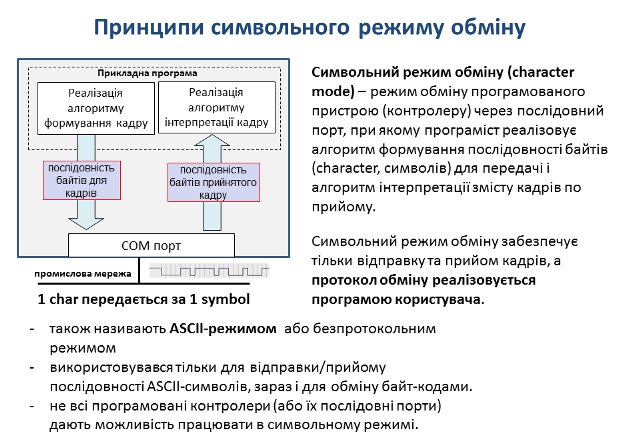 Принципи символьного режиму обміну
Прикладна програма
Реалізація
алгоритму
формування кадру
Реалізація
алгоритму
інтерпретації кадру
послідовність
байтів для
кадрів
послідовність
байтів прийнятого
кадру
COM порт
промислова мережа
1 char передається за 1 symbol
Символьний режим обміну (character
mode) – режим обміну програмованого
пристрою (контролеру) через послідовний
порт, при якому програміст реалізовує
алгоритм формування послідовності байтів
(character, символів) для передачі і
алгоритм інтерпретації змісту кадрів по
прийому.
Символьний режим обміну забезпечує
тільки відправку та прийом кадрів, а
протокол обміну реалізовується
програмою користувача.
- також називають ASCII-режимом або безпротокольним
режимом
- використовувався тільки для відправки/прийому
послідовності ASCII-символів, зараз і для обміну байт-кодами.
- не всі програмовані контролери (або їх послідовні порти)
дають можливість працювати в символьному режимі.